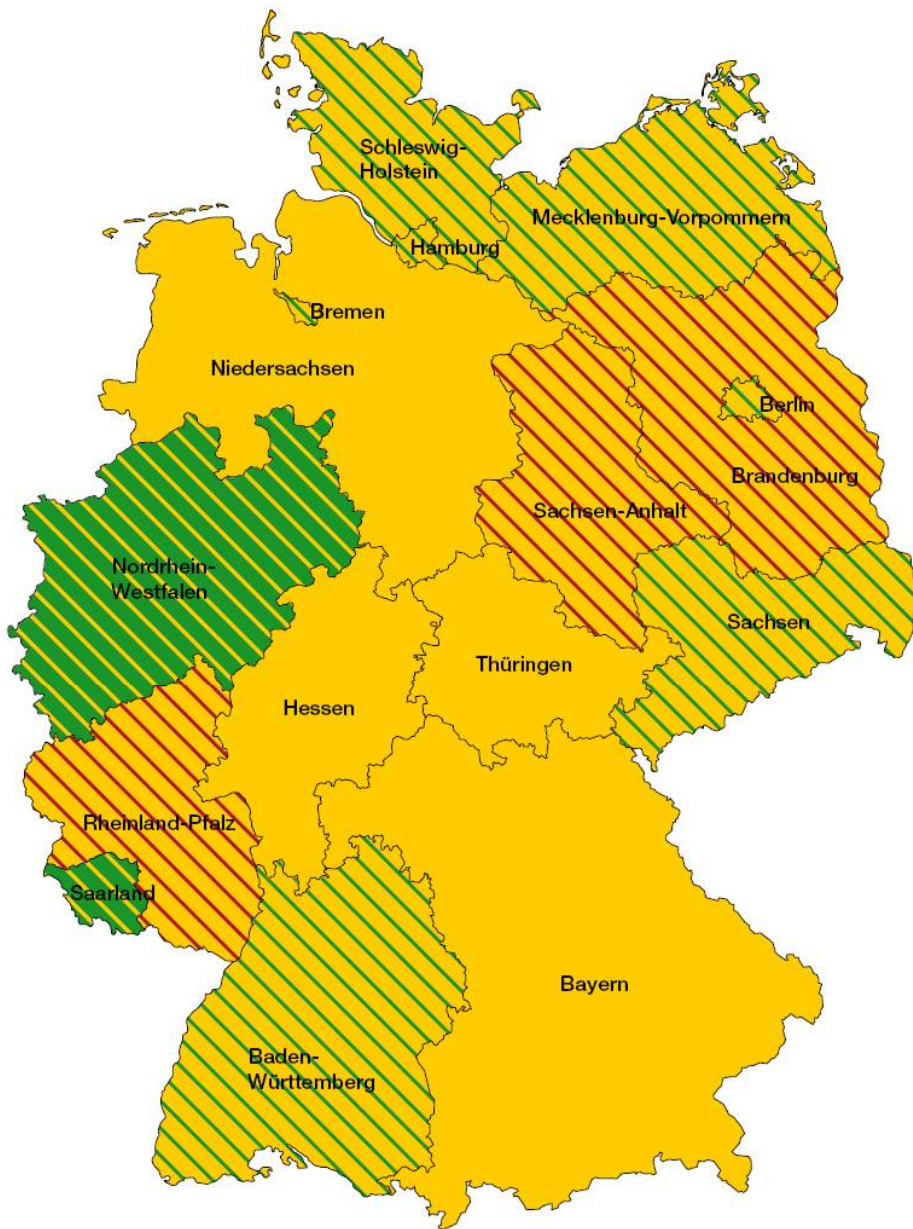 Schleswig-
Holstein
Mecklenburg-Vorpommern
Hamburg
Bremen
Niedersachsen
Berlin
Brandenburg
Sachsen-Anhalt
Nordrhein-
Westfalen
Sachsen
Thüringen
Hessen
Rheinland-Pfalz
Saarland
Bayern
Baden-
Württemberg